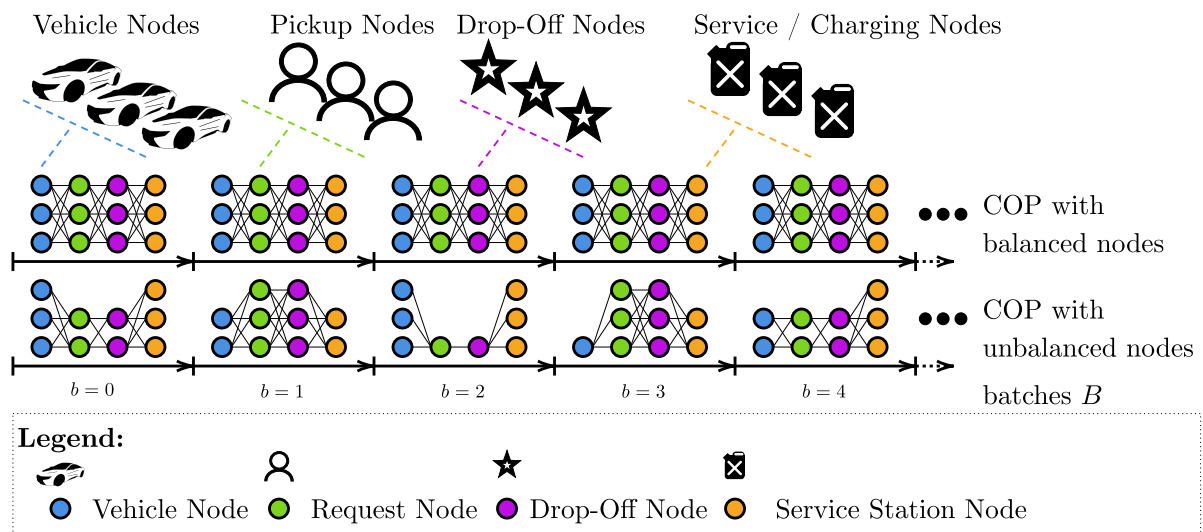 Vehicle Nodes
Pickup Nodes
Drop-Off Nodes
Service / Charging Nodes
COP with
balanced nodes
COP with
unbalanced nodes
b = 0
b = 1
b = 2
b = 3
b = 4
batches B
Legend:
Vehicle Node
Request Node
Drop-Off Node
Service Station Node